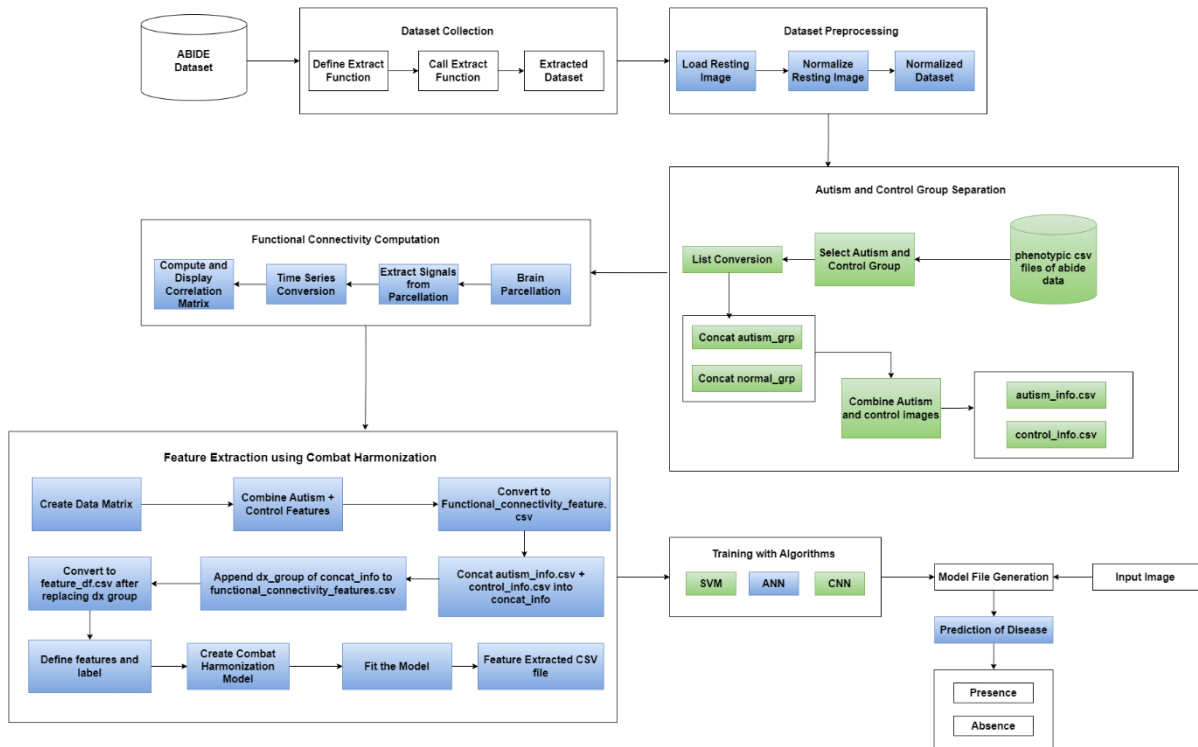 ABIDE
Dataset
Dataset Collection
Define Extract
Function
Call Extract
Function
Extracted
Dataset
Dataset Preprocessing
Load Resting
Image
Normalize
Resting Image
Normalized
Dataset
Autism and Control Group Separation
List Conversion
Select Autism and
Control Group
phenotypic csv
files of abide
data
Concat autism_grp
Concat normal_grp
Combine Autism
and control images
autism_info.csv
control_info.csv
Functional Connectivity Computation
Compute and
Display
Correlation
Matrix
Time Series
Conversion
Extract Signals
from
Parcellation
Brain
Parcellation
Feature Extraction using Combat Harmonization
Create Data Matrix
Combine Autism +
Control Features
Convert to
Functional_connectivity_feature.
csv
Convert to
feature_df.csv after
replacing dx group
Append dx_group of concat_info to
functional_connectivity_features.csv
Concat autism_info.csv +
control_info.csv into
concat_info
Define features and
label
Create Combat
Harmonization
Model
Fit the Model
Feature Extracted CSV
file
Training with Algorithms
SVM
ANN
CNN
Model File Generation
Input Image
Prediction of Disease
Presence
Absence